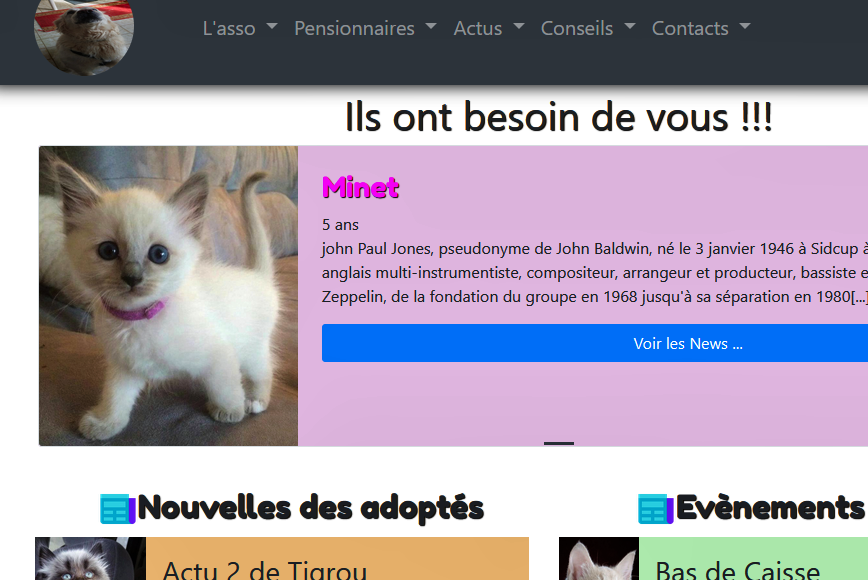 L'asso Pensionnaires Actus Conseils Contacts
Ils ont besoin de vous !!!
Minet
5 ans
john Paul Jones, pseudonyme de John Baldwin, né le 3 janvier 1946 à Sidcup à
anglais multi-instrumentiste, compositeur, arrangeur et producteur, bassiste e
Zeppelin, de la fondation du groupe en 1968 jusqu'à sa séparation en 1980[...]
Voir les News ...
Nouvelles des adoptés
Evènements
Actu 2 de Tigrou
Bas de Caisse